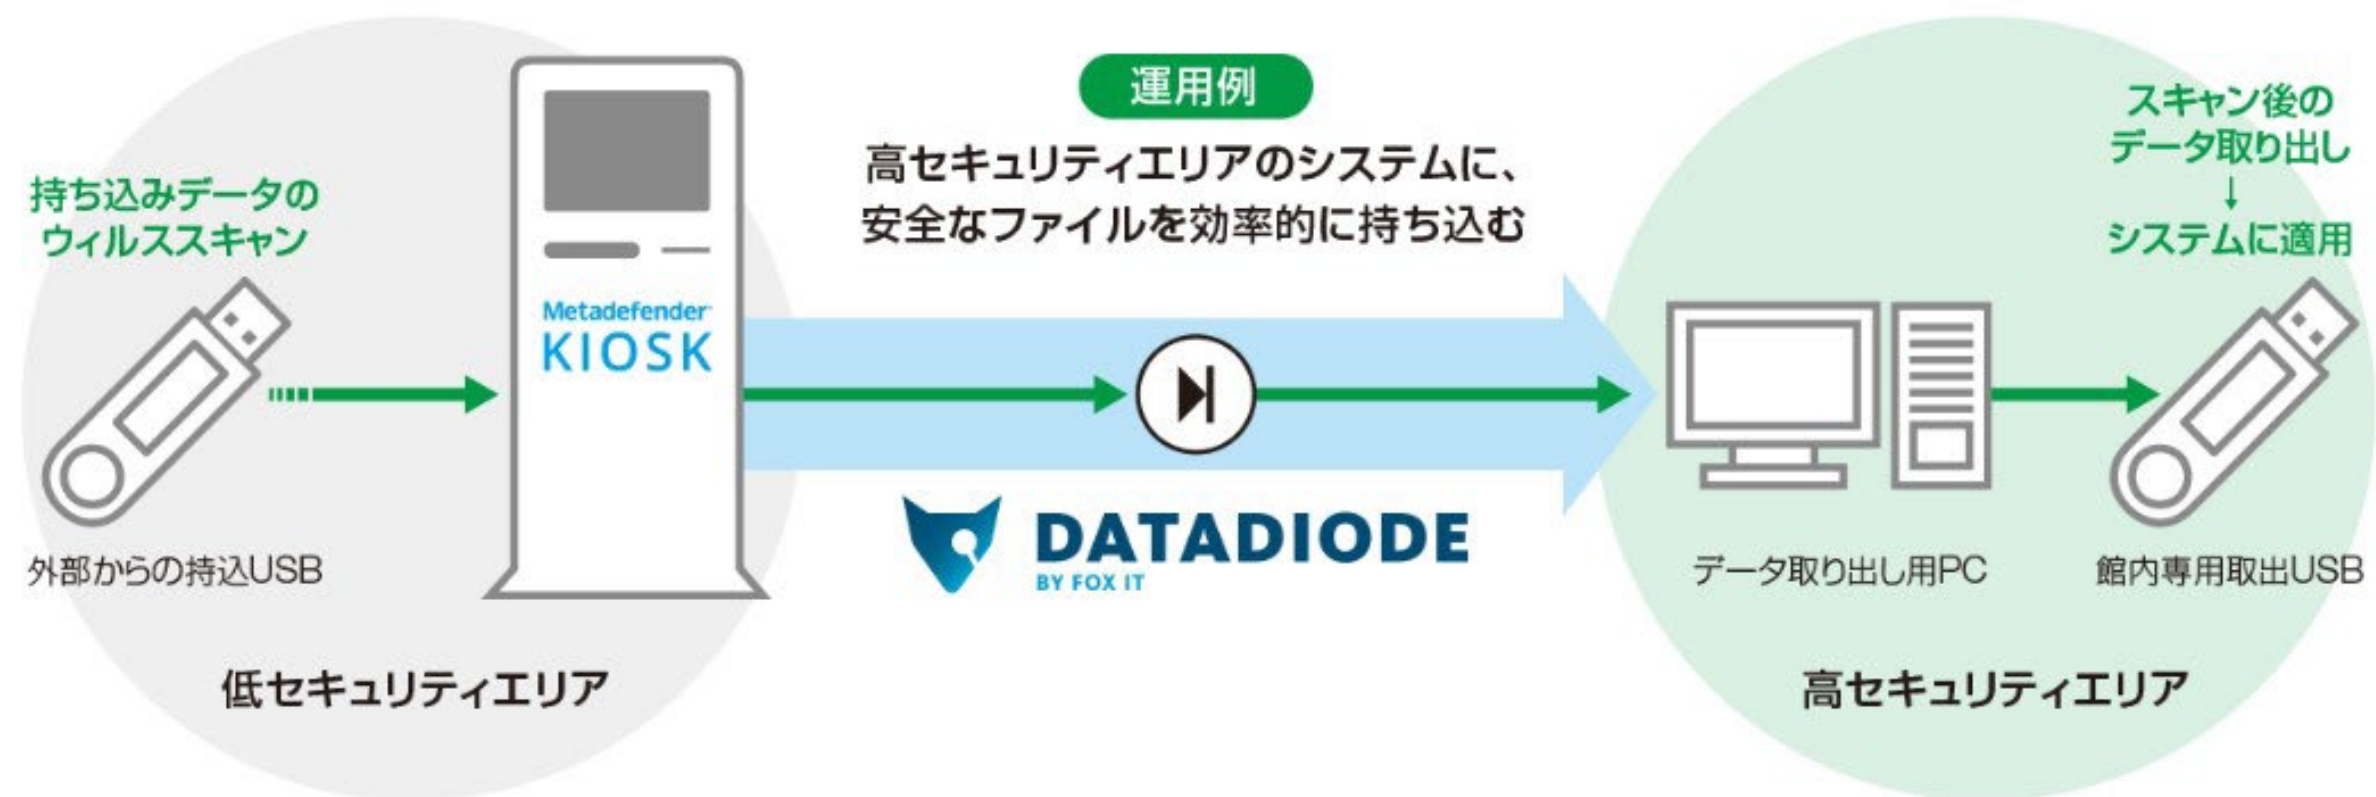 運用例
高セキュリティエリアのシステムに、
安全なファイルを効率的に持ち込む
持ち込みデータの
ウィルススキャン
外部からの持込USB
Metadefender
KIOSK
低セキュリティエリア
DATADIODE
BY FOX IT
スキャン後の
データ取り出し
↓
システムに適用
データ取り出し用PC
館内専用取出USB
高セキュリティエリア